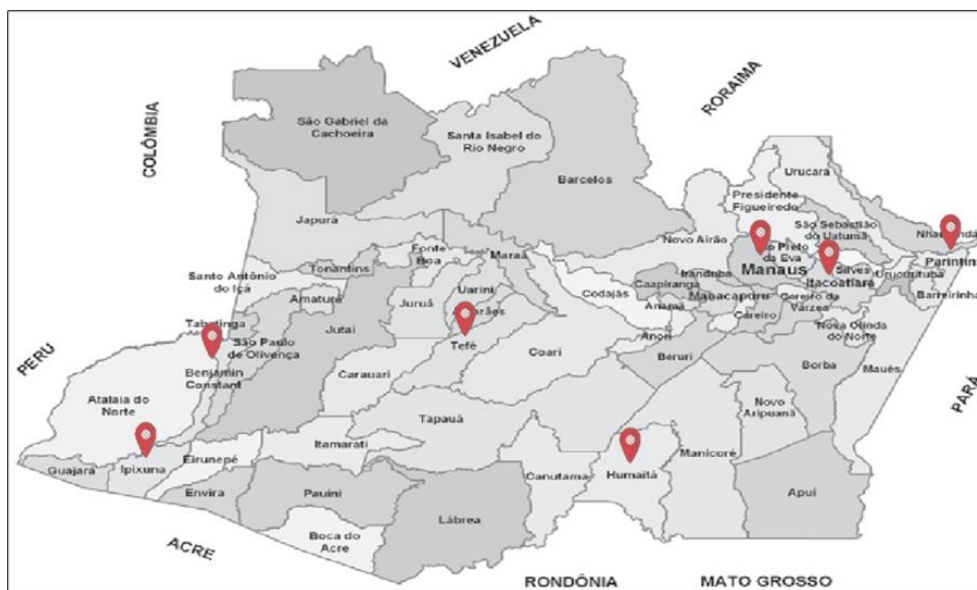 VENEZUELA
COLÔMBIA
RORAIMA
São Gabriel da
Cachoeira
Santa Isabel do
Rio Negro
Barcelos
Urucará
Presidente
Figueiredo
São Sebastião
do Uatumã
Japurá
Novo Airão
Fonte
Boa
Maraã
Tonantins
Santo Antônio
do Içá
Amaturá
Uarini
Juruá
Codajás
Caapiranga
Iranduba
Preto
da Eva
Manaus
Silves
Itacoatiara
Urucurituba
Parintins
Barreirinha
Anamã
Manacapuru
Careiro
Careiro da
Várzea
Anori
Nova Olinda
do Norte
Tabatinga
São Paulo
de Olivença
Jutaí
Tefé
Coari
Beruri
Borba
Maués
PERU
Benjamin
Constant
Carauari
PARÁ
Atalaia do
Norte
Tapauá
Novo
Aripuanã
Itamarati
Eirunepé
Guajará
Ipixuna
Manicoré
Canutama
Humaitá
Envira
Pauini
Lábrea
Apuí
Boca do
Acre
ACRE
RONDÔNIA
MATO GROSSO